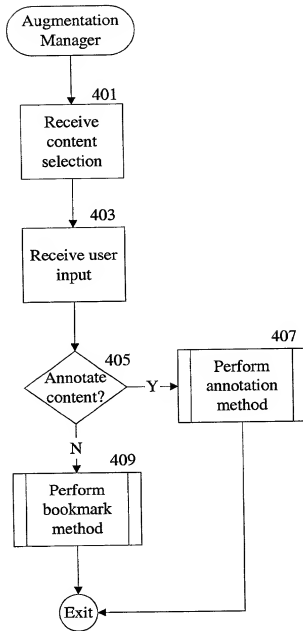 Augmentation
Manager
401
Receive
content
selection
403
Receive user
input
405
Annotate
content?
Y
407
Perform
annotation
method
N
409
Perform
bookmark
method
Exit